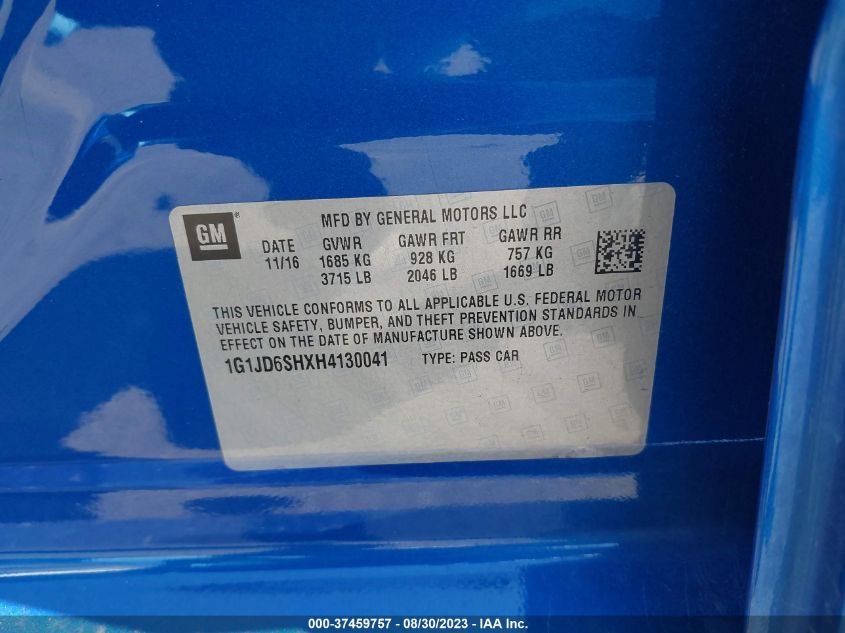 GM ®
MFD BY GENERAL MOTORS LLC
DATE GVWR GAWR FRT GAWR RR
11/16 1685 KG 928 KG 757 KG
3715 LB 2046 LB 1669 LB
THIS VEHICLE CONFORMS TO ALL APPLICABLE U.S. FEDERAL MOTOR
VEHICLE SAFETY, BUMPER, AND THEFT PREVENTION STANDARDS IN
EFFECT ON THE DATE OF MANUFACTURE SHOWN ABOVE.
1G1JD6SHXH4130041 TYPE: PASS CAR
000-37459757 - 08/30/2023 - IAA Inc.